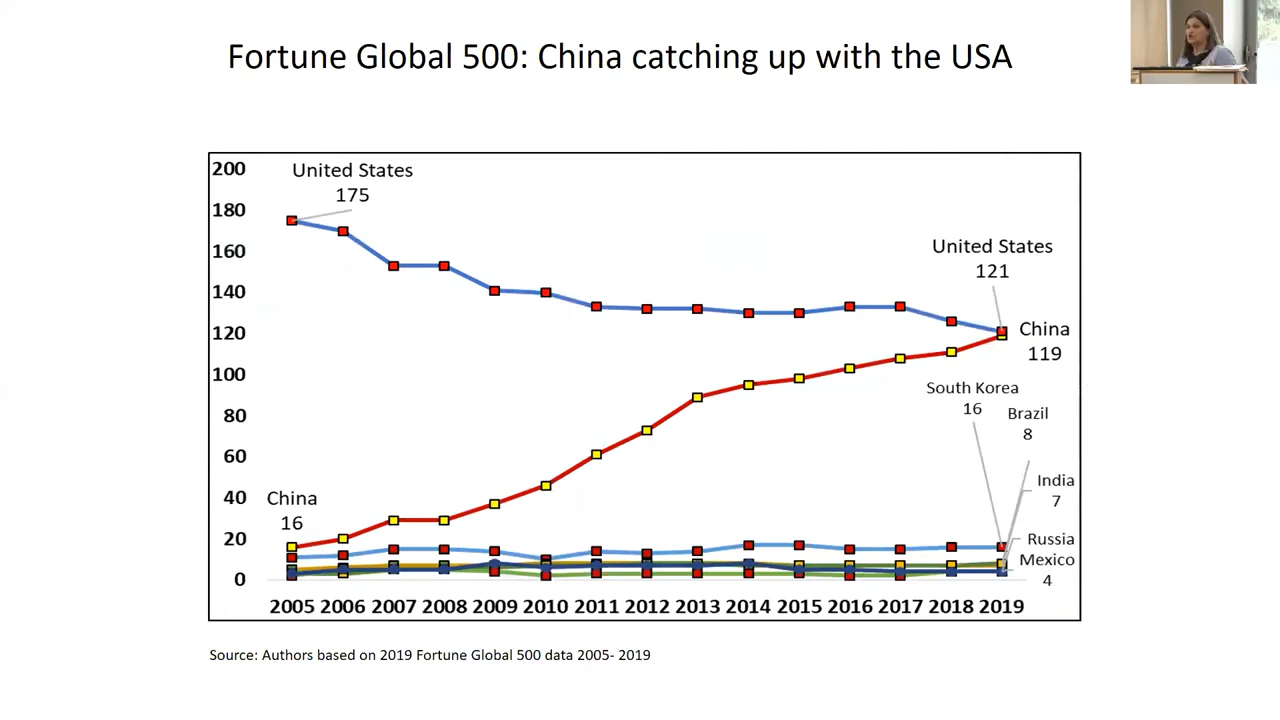 Fortune Global 500: China catching up with the USA
200
180
160
140
120
100
80
60
40
20
0
United States
175
United States
121
China
119
South Korea
16
Brazil
8
India
7
Russia
Mexico
4
China
16
2005 2006 2007 2008 2009 2010 2011 2012 2013 2014 2015 2016 2017 2018 2019
Source: Authors based on 2019 Fortune Global 500 data 2005- 2019